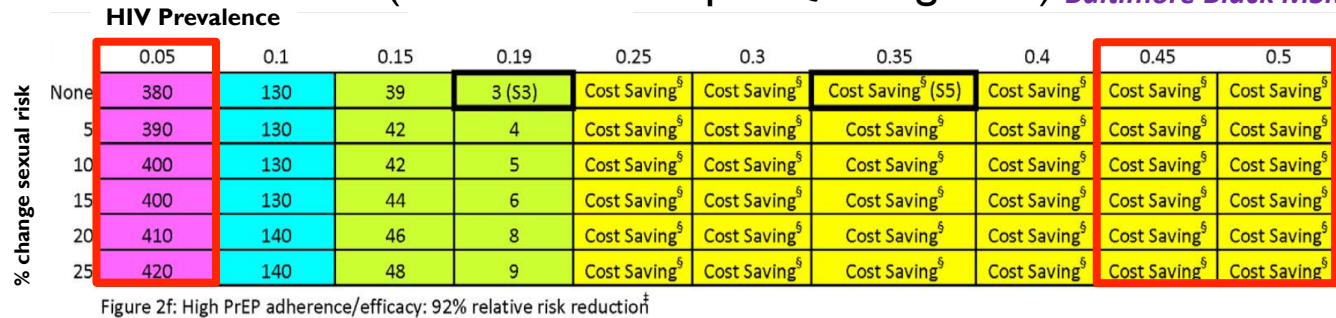 HIV Prevalence
0.05 0.1 0.15 0.19 0.25 0.3 0.35 0.4 0.45 0.5
% change sexual risk
None 380 130 39 3 (S3) Cost Saving§ Cost Saving§ Cost Saving§ (S5) Cost Saving§ Cost Saving§ Cost Saving§
5 390 130 42 4 Cost Saving§ Cost Saving§ Cost Saving§ Cost Saving§ Cost Saving§ Cost Saving§
10 400 130 42 5 Cost Saving§ Cost Saving§ Cost Saving§ Cost Saving§ Cost Saving§ Cost Saving§
15 400 130 44 6 Cost Saving§ Cost Saving§ Cost Saving§ Cost Saving§ Cost Saving§ Cost Saving§
20 410 140 46 8 Cost Saving§ Cost Saving§ Cost Saving§ Cost Saving§ Cost Saving§ Cost Saving§
25 420 140 48 9 Cost Saving§ Cost Saving§ Cost Saving§ Cost Saving§ Cost Saving§ Cost Saving§
Figure 2f: High PrEP adherence/efficacy: 92% relative risk reduction‡